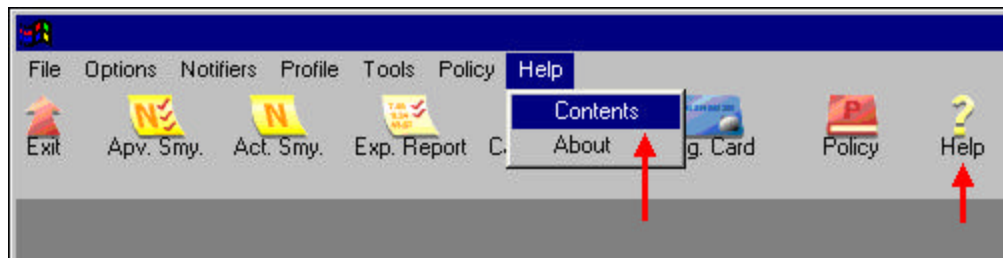 File Options Notifiers Profile Tools Policy Help
Contents
About
Exit Apv. Smy. Act. Smy. Exp. Report C g. Card Policy Help